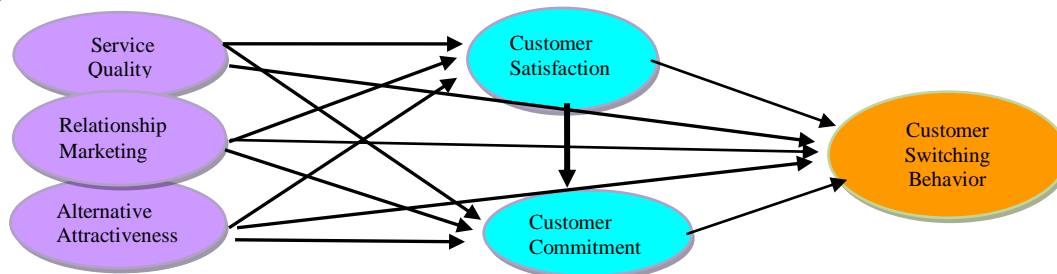 Service
Quality
Relationship
Marketing
Alternative
Attractiveness
Customer
Satisfaction
Customer
Commitment
Customer
Switching
Behavior